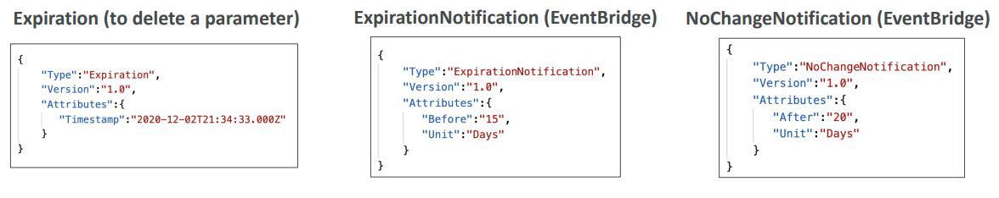 Expiration (to delete a parameter)
{
"Type":"Expiration",
"Version":"1.0",
"Attributes":{
"Timestamp":"2020-12-02T21:34:33.000Z"
}
}
ExpirationNotification (EventBridge)
{
"Type":"ExpirationNotification",
"Version":"1.0",
"Attributes":{
"Before":"15",
"Unit":"Days"
}
}
NoChangeNotification (EventBridge)
{
"Type":"NoChangeNotification",
"Version":"1.0",
"Attributes":{
"After":"20",
"Unit":"Days"
}
}